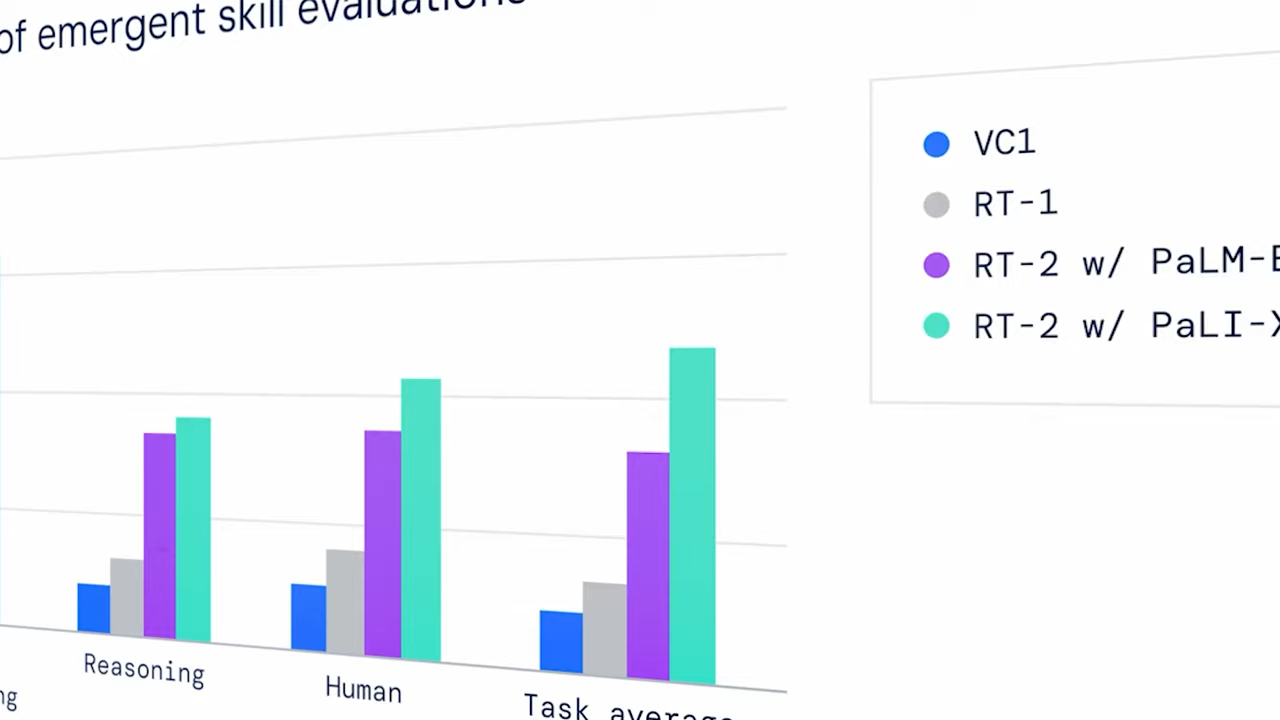 of emergent skill evaluations
VC1
RT-1
RT-2 w/ PaLM-E
RT-2 w/ PaLI-X
Reasoning
Human
Task average